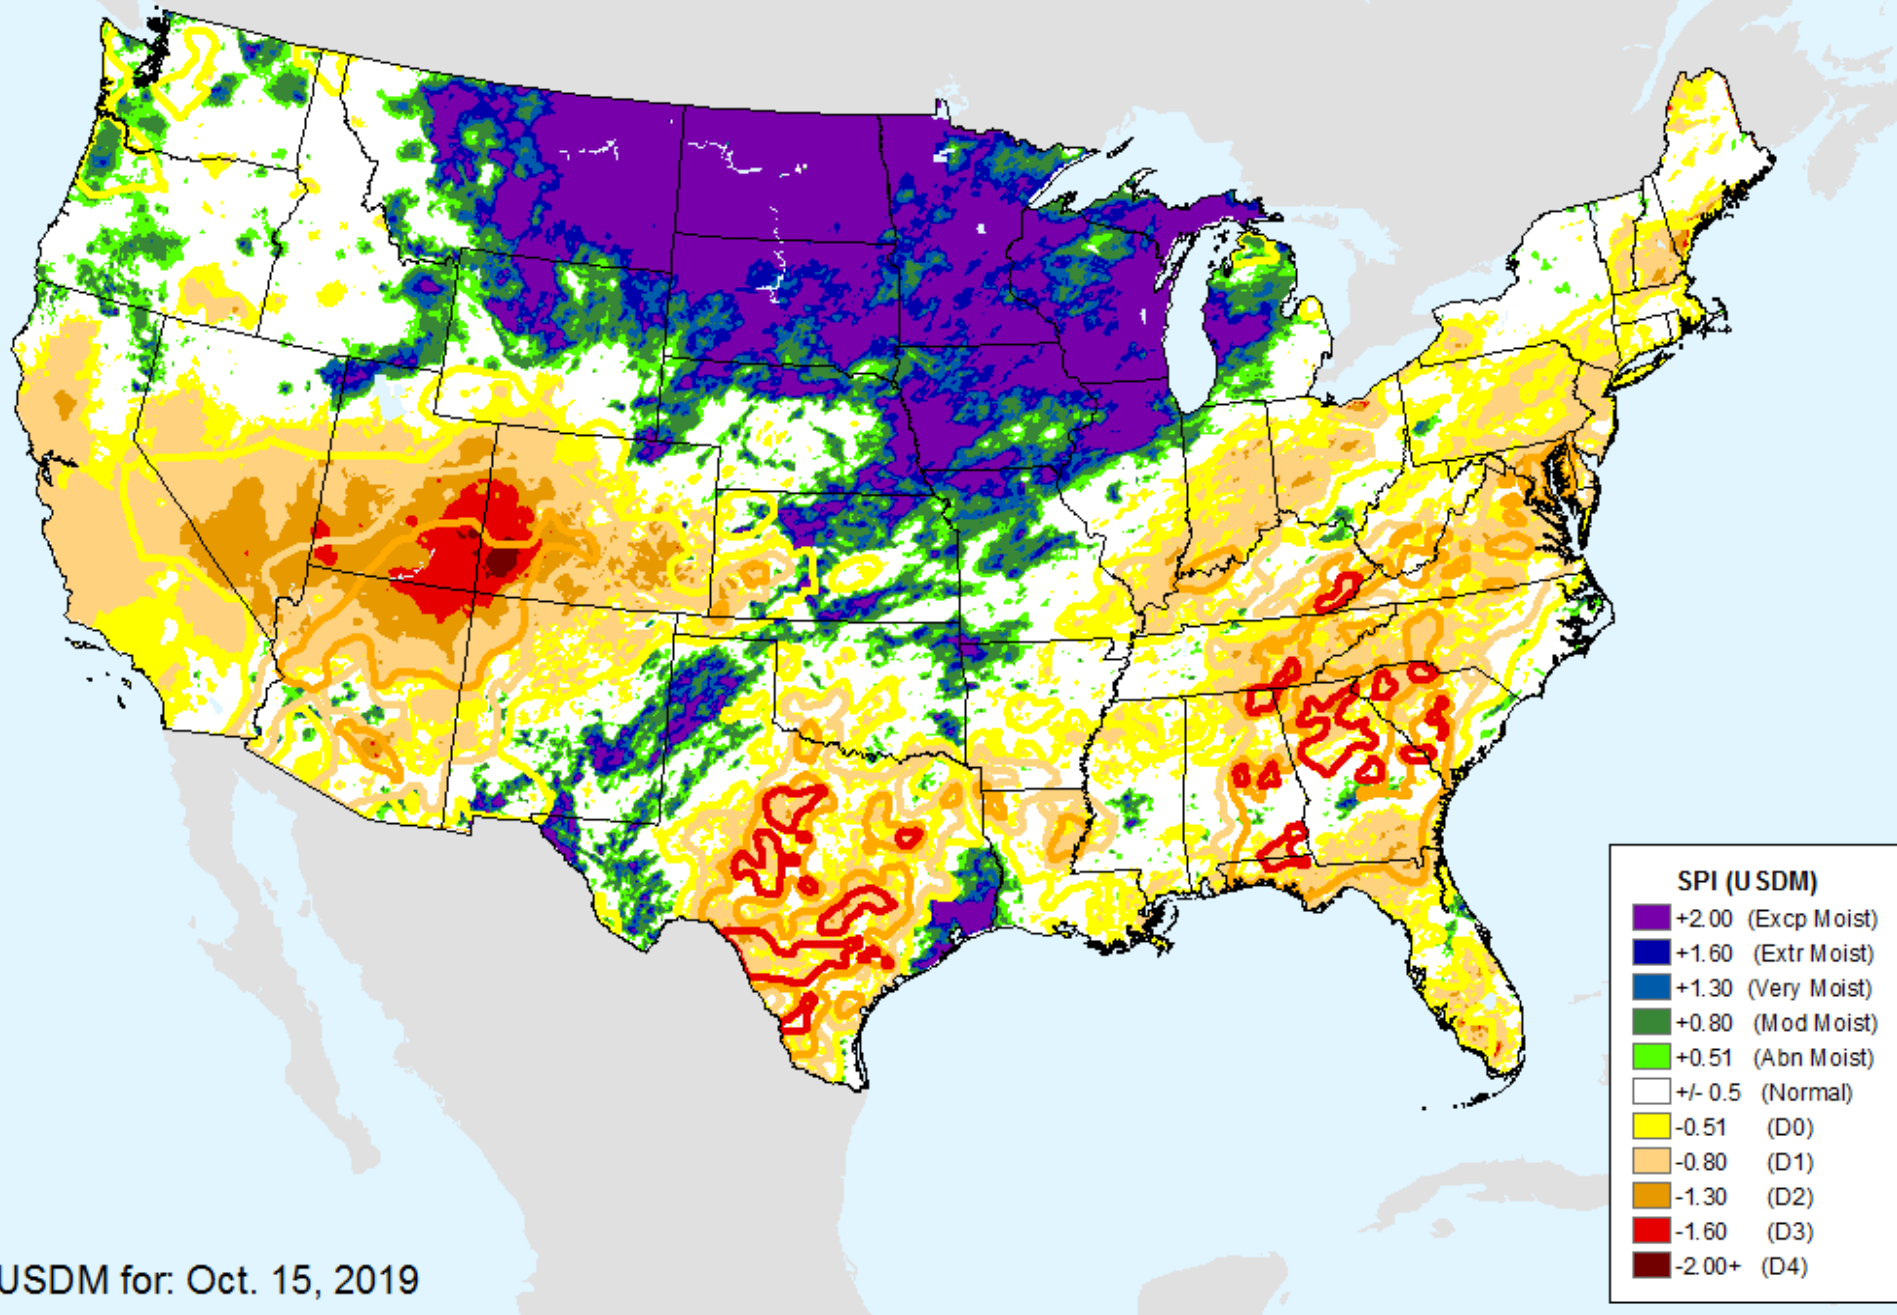 SPI (USDM)
+2.00 (Excp Moist)
+1.60 (Extr Moist)
+1.30 (Very Moist)
+0.80 (Mod Moist)
+0.51 (Abn Moist)
+/- 0.5 (Normal)
-0.51 (D0)
-0.80 (D1)
-1.30 (D2)
-1.60 (D3)
-2.00+ (D4)
USDM for: Oct. 15, 2019